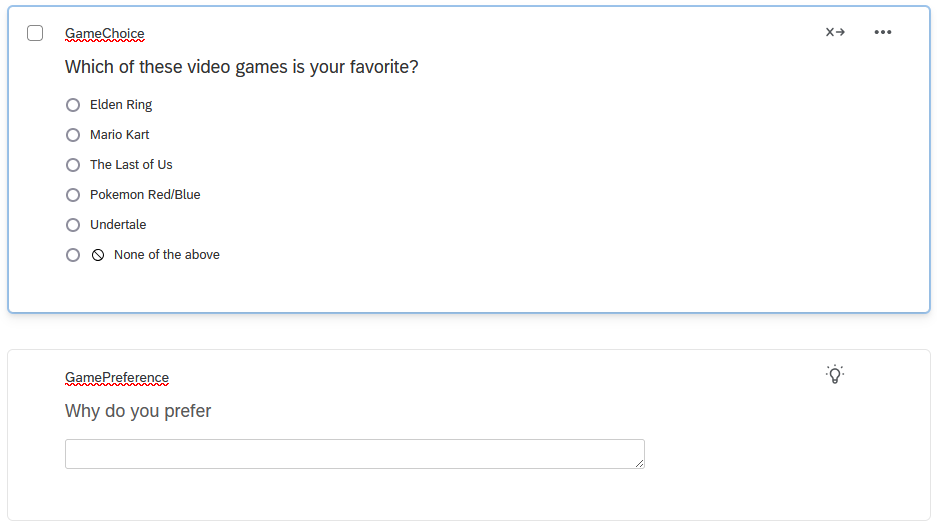 GameChoice
Which of these video games is your favorite?
Elden Ring
Mario Kart
The Last of Us
Pokemon Red/Blue
Undertale
None of the above
GamePreference
Why do you prefer